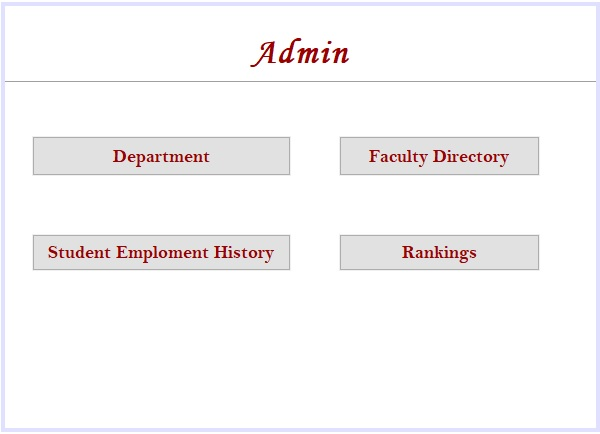 Admin
Department
Faculty Directory
Student Emploment History
Rankings